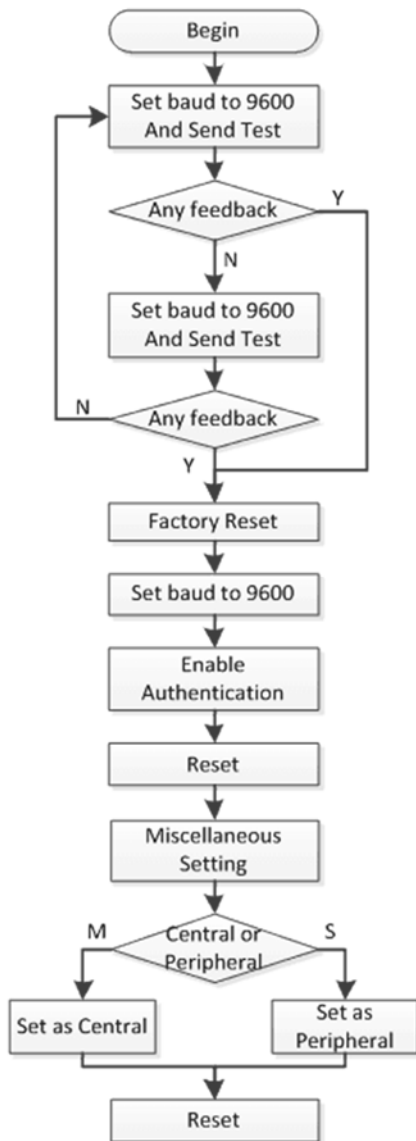 Begin
Set baud to 9600
And Send Test
Any feedback
Y
N
Set baud to 9600
And Send Test
N
Any feedback
Y
Factory Reset
Set baud to 9600
Enable
Authentication
Reset
Miscellaneous
Setting
M
Central or
Peripheral
S
Set as Central
Set as
Peripheral
Reset